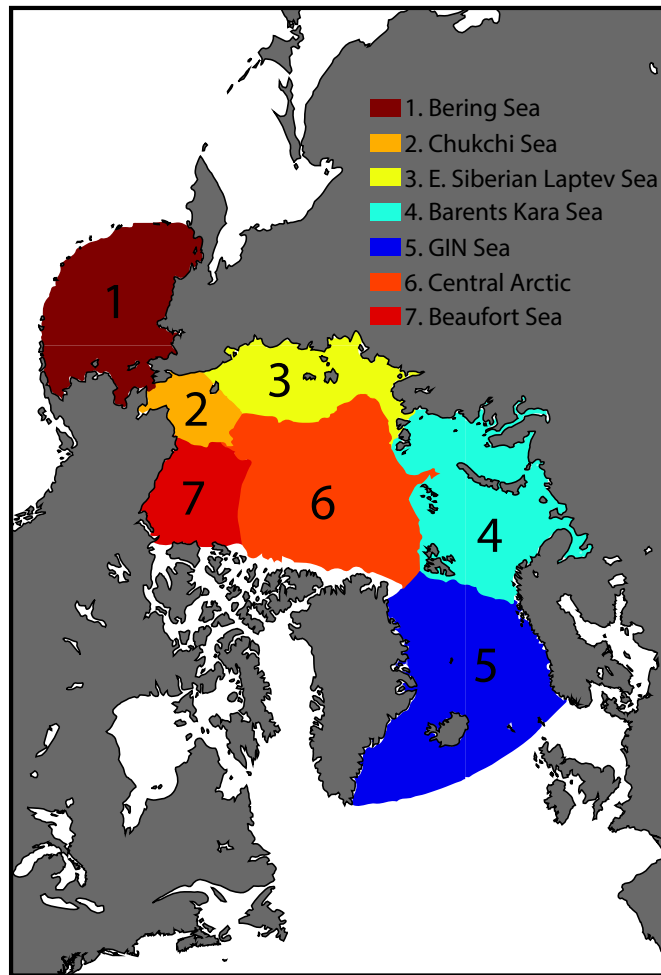 1. Bering Sea
2. Chukchi Sea
3. E. Siberian Laptev Sea
4. Barents Kara Sea
5. GIN Sea
6. Central Arctic
7. Beaufort Sea
1
3
2
7
6
4
5